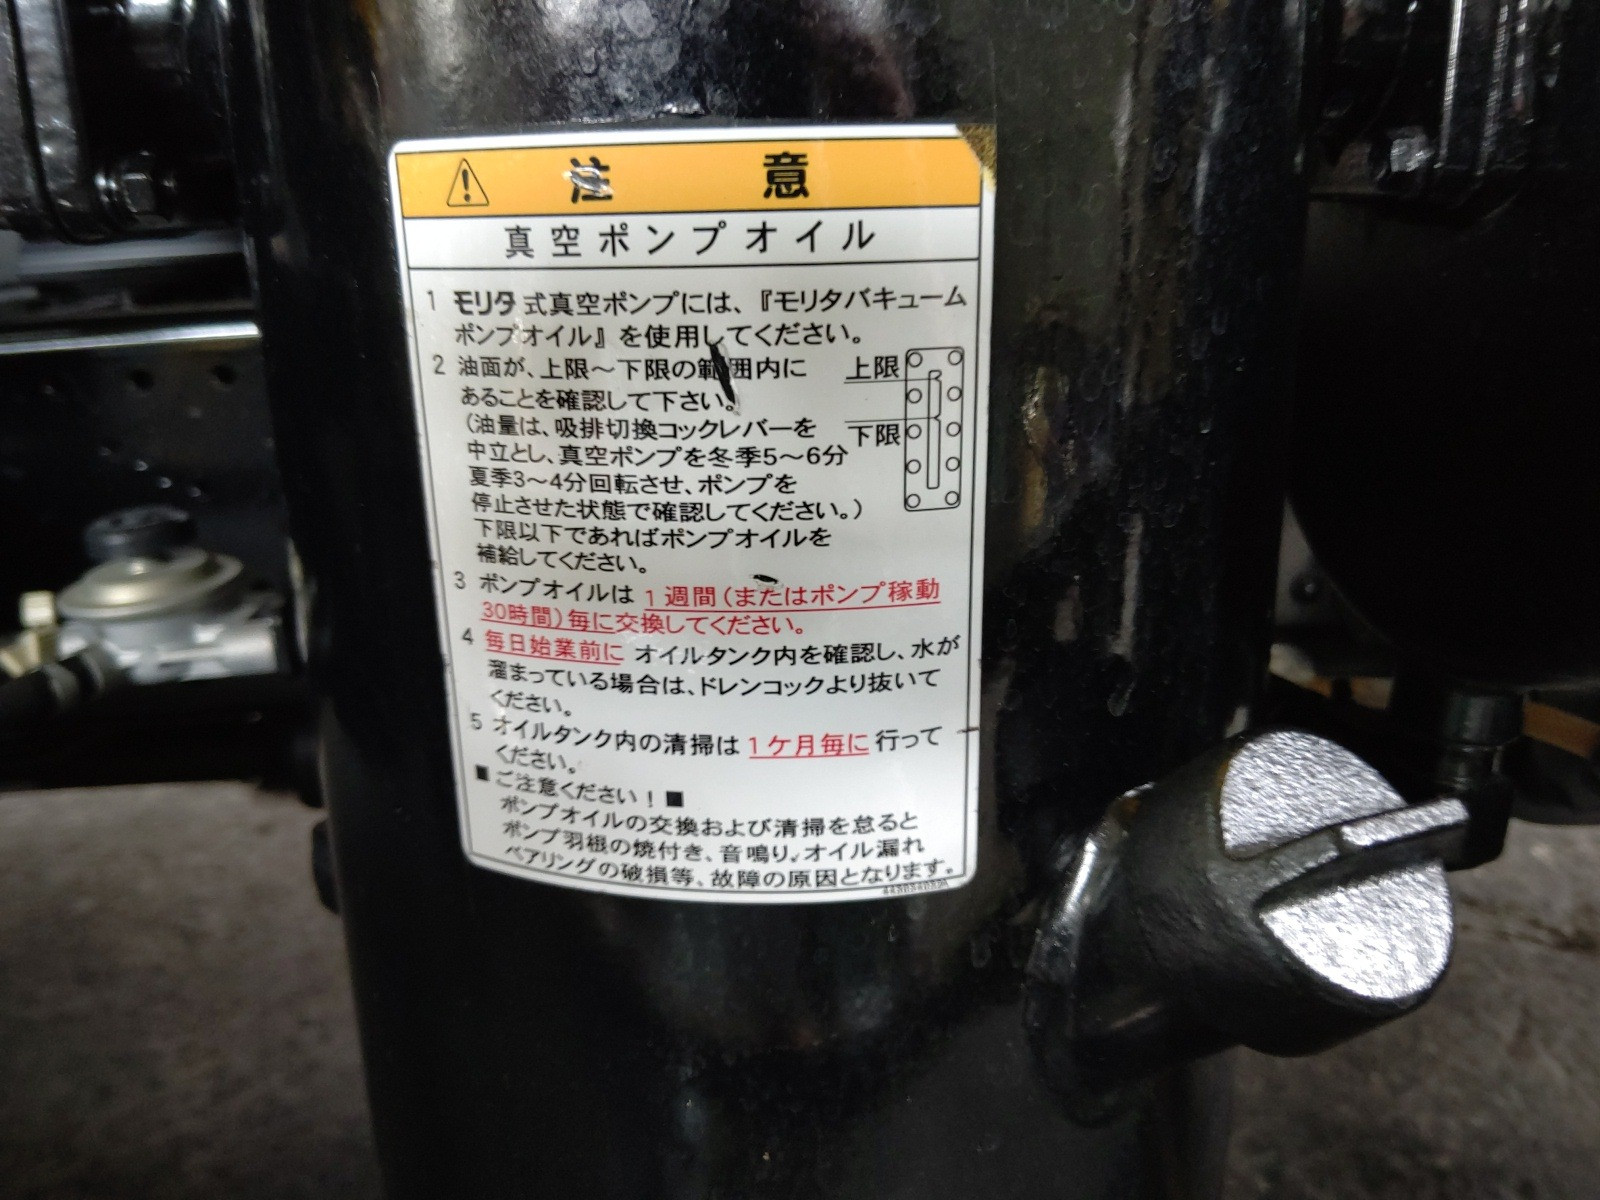 注意
真空ポンプオイル
1 モリタ式真空ポンプには、『モリタバキューム
ポンプオイル』を使用してください。
2 油面が、上限～下限の範囲内に
あることを確認して下さい。
(油量は、吸排切換コックレバーを
中立とし、真空ポンプを冬季5～6分
夏季3～4分回転させ、ポンプを
停止させた状態で確認してください。)
下限以下であればポンプオイルを
補給してください。
上限
下限
3 ポンプオイルは1週間(またはポンプ稼動
30時間)毎に交換してください。
4 毎日始業前にオイルタンク内を確認し、水が
溜まっている場合は、ドレンコックより抜いて
ください。
5 オイルタンク内の清掃は1ケ月毎に行って
ください。
■ご注意ください！■
ポンプオイルの交換および清掃を怠ると
ポンプ羽根の焼付き、音鳴り、オイル漏れ
ベアリングの破損等、故障の原因となります。